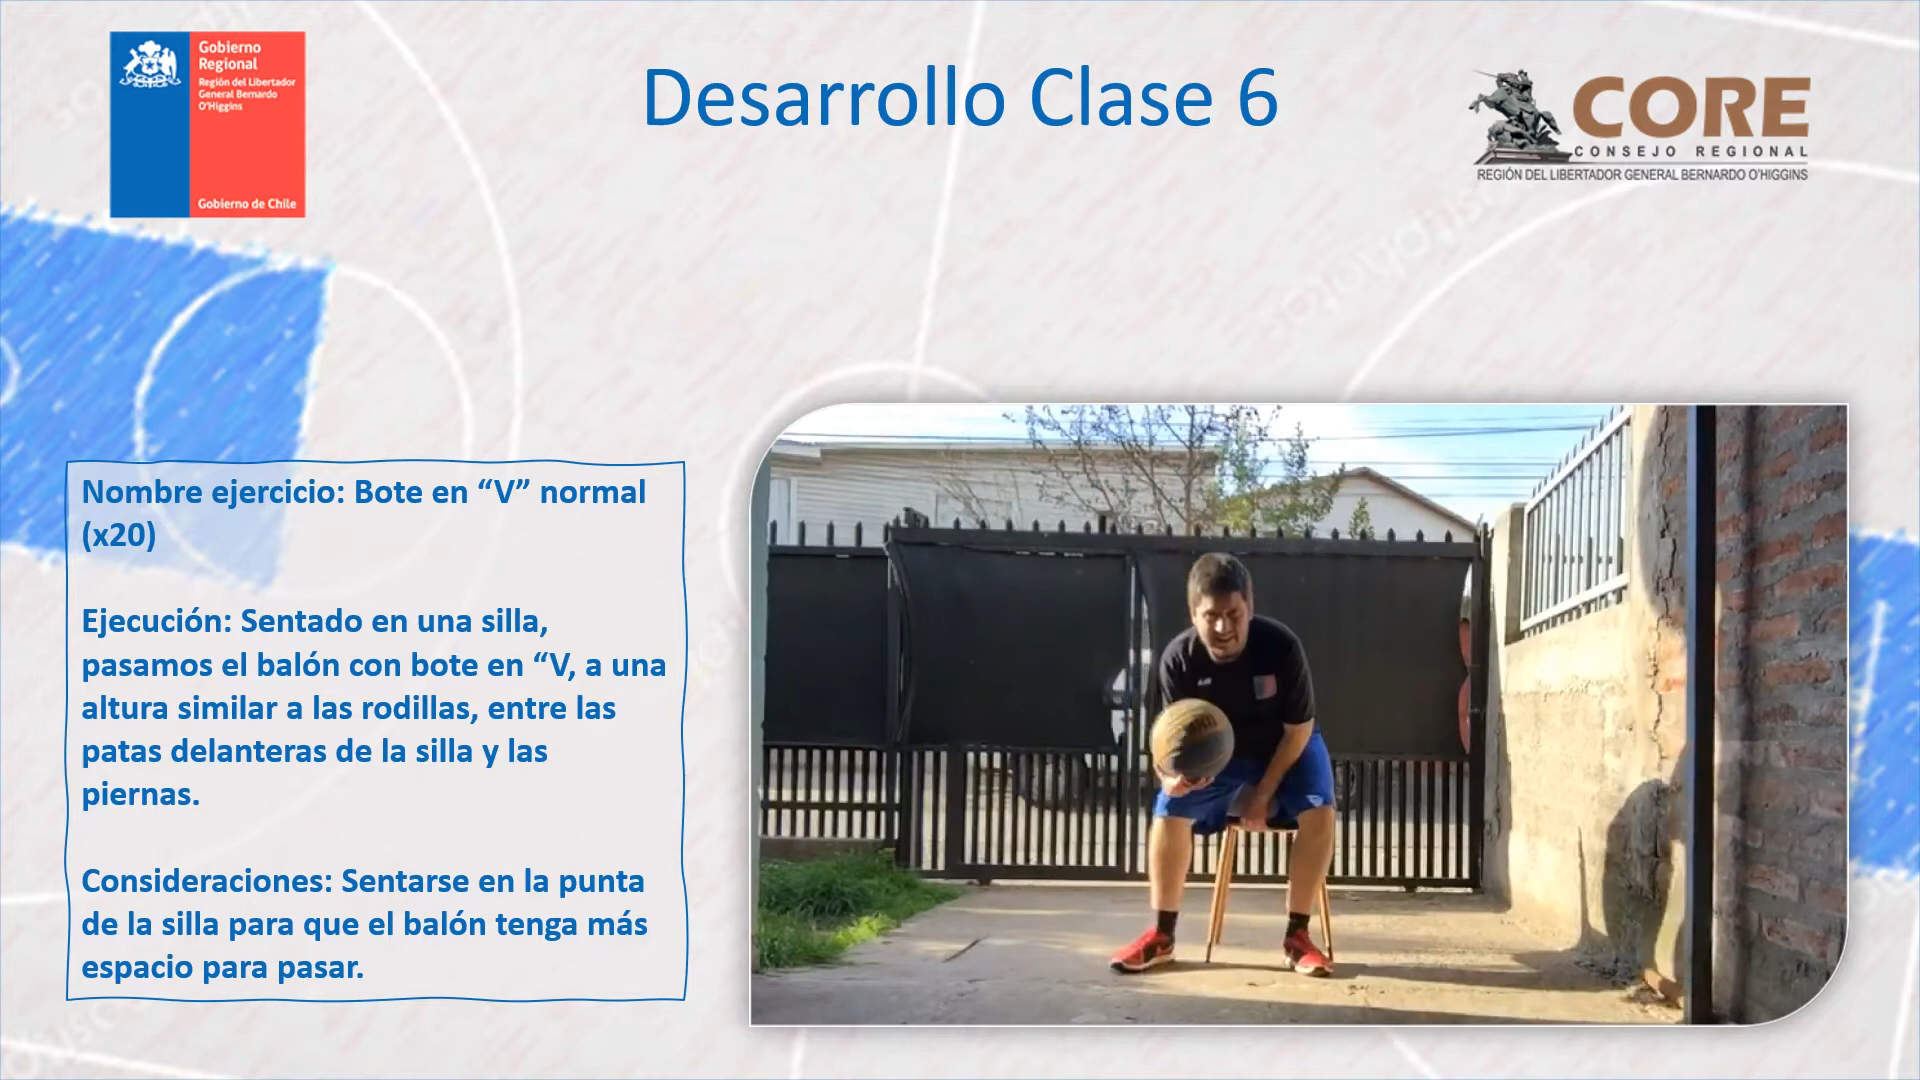 Gobierno
Regional
Región del Libertador
General Bernardo
O'Higgins
Gobierno de Chile
Desarrollo Clase 6
CORE
CONSEJO REGIONAL
REGIÓN DEL LIBERTADOR GENERAL BERNARDO O'HIGGINS
Nombre ejercicio: Bote en “V” normal
(x20)
Ejecución: Sentado en una silla,
pasamos el balón con bote en “V, a una
altura similar a las rodillas, entre las
patas delanteras de la silla y las
piernas.
Consideraciones: Sentarse en la punta
de la silla para que el balón tenga más
espacio para pasar.